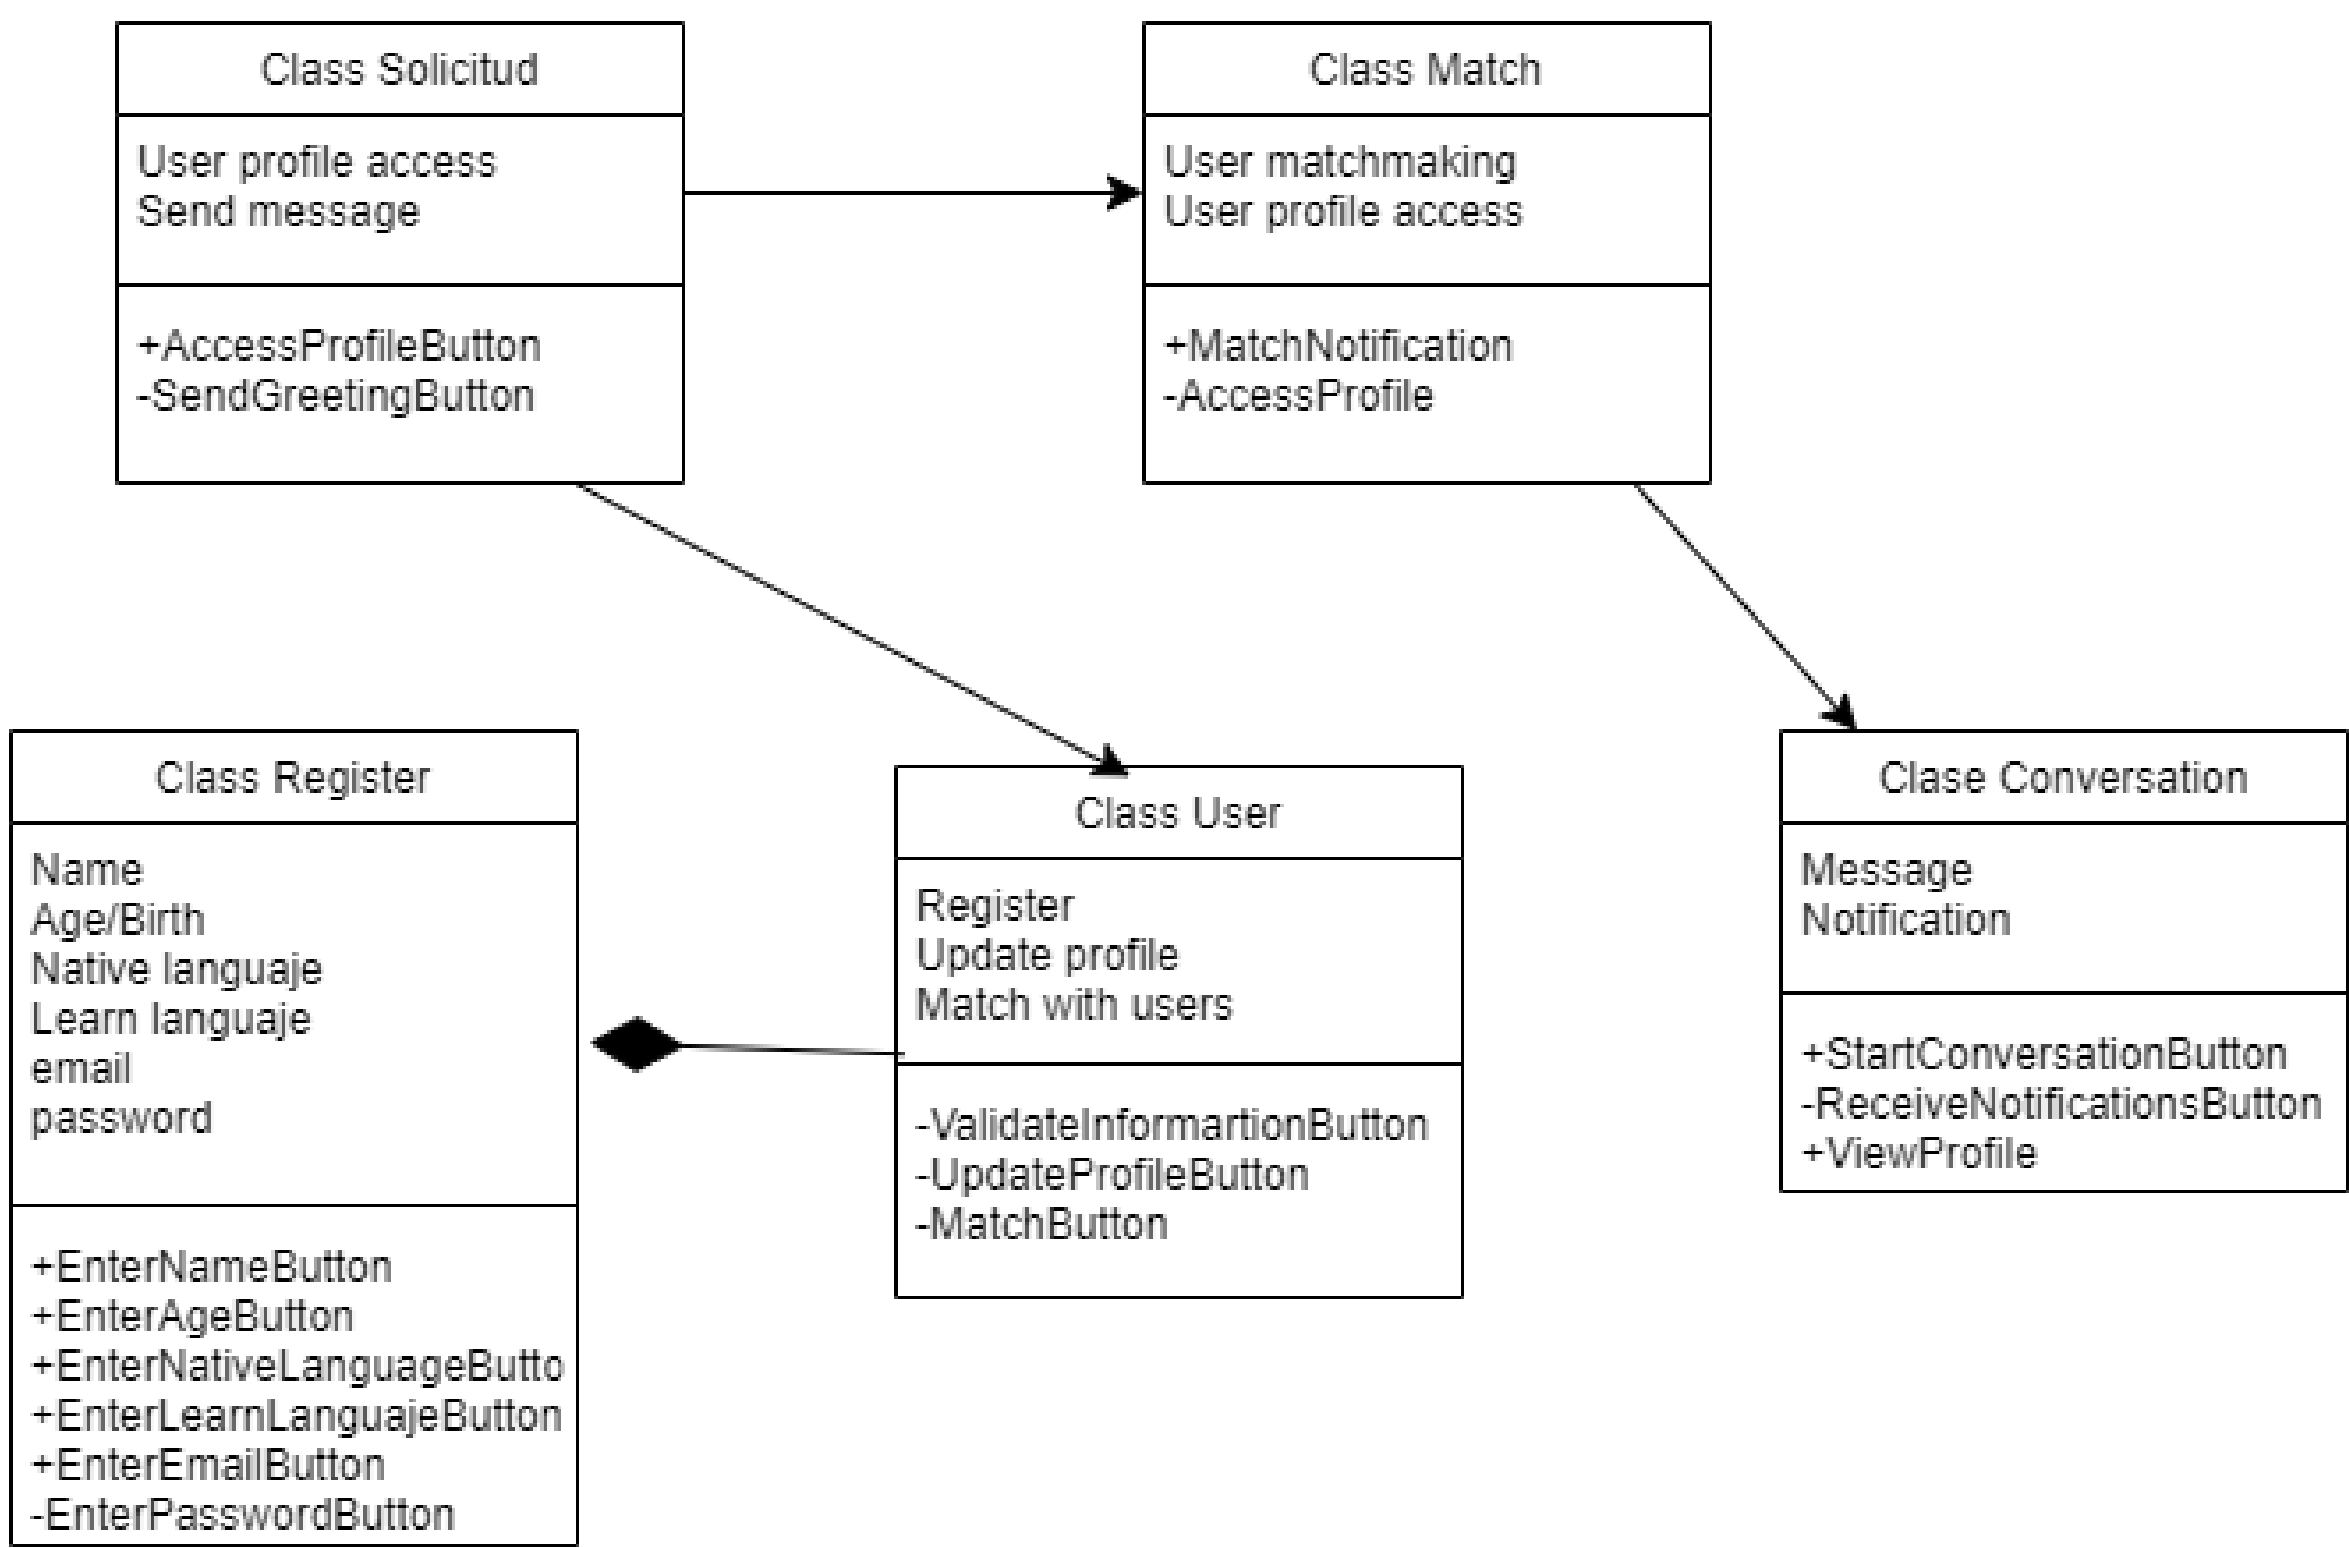 Class Solicitud
User profile access
Send message
+AccessProfileButton
-SendGreetingButton
Class Match
User matchmaking
User profile access
+MatchNotification
-AccessProfile
Class Register
Name
Age/Birth
Native languaje
Learn languaje
email
password
+EnterNameButton
+EnterAgeButton
+EnterNativeLanguageButto
+EnterLearnLanguajeButton
+EnterEmailButton
-EnterPasswordButton
Class User
Register
Update profile
Match with users
-ValidateInformartionButton
-UpdateProfileButton
-MatchButton
Clase Conversation
Message
Notification
+StartConversationButton
-ReceiveNotificationsButton
+ViewProfile